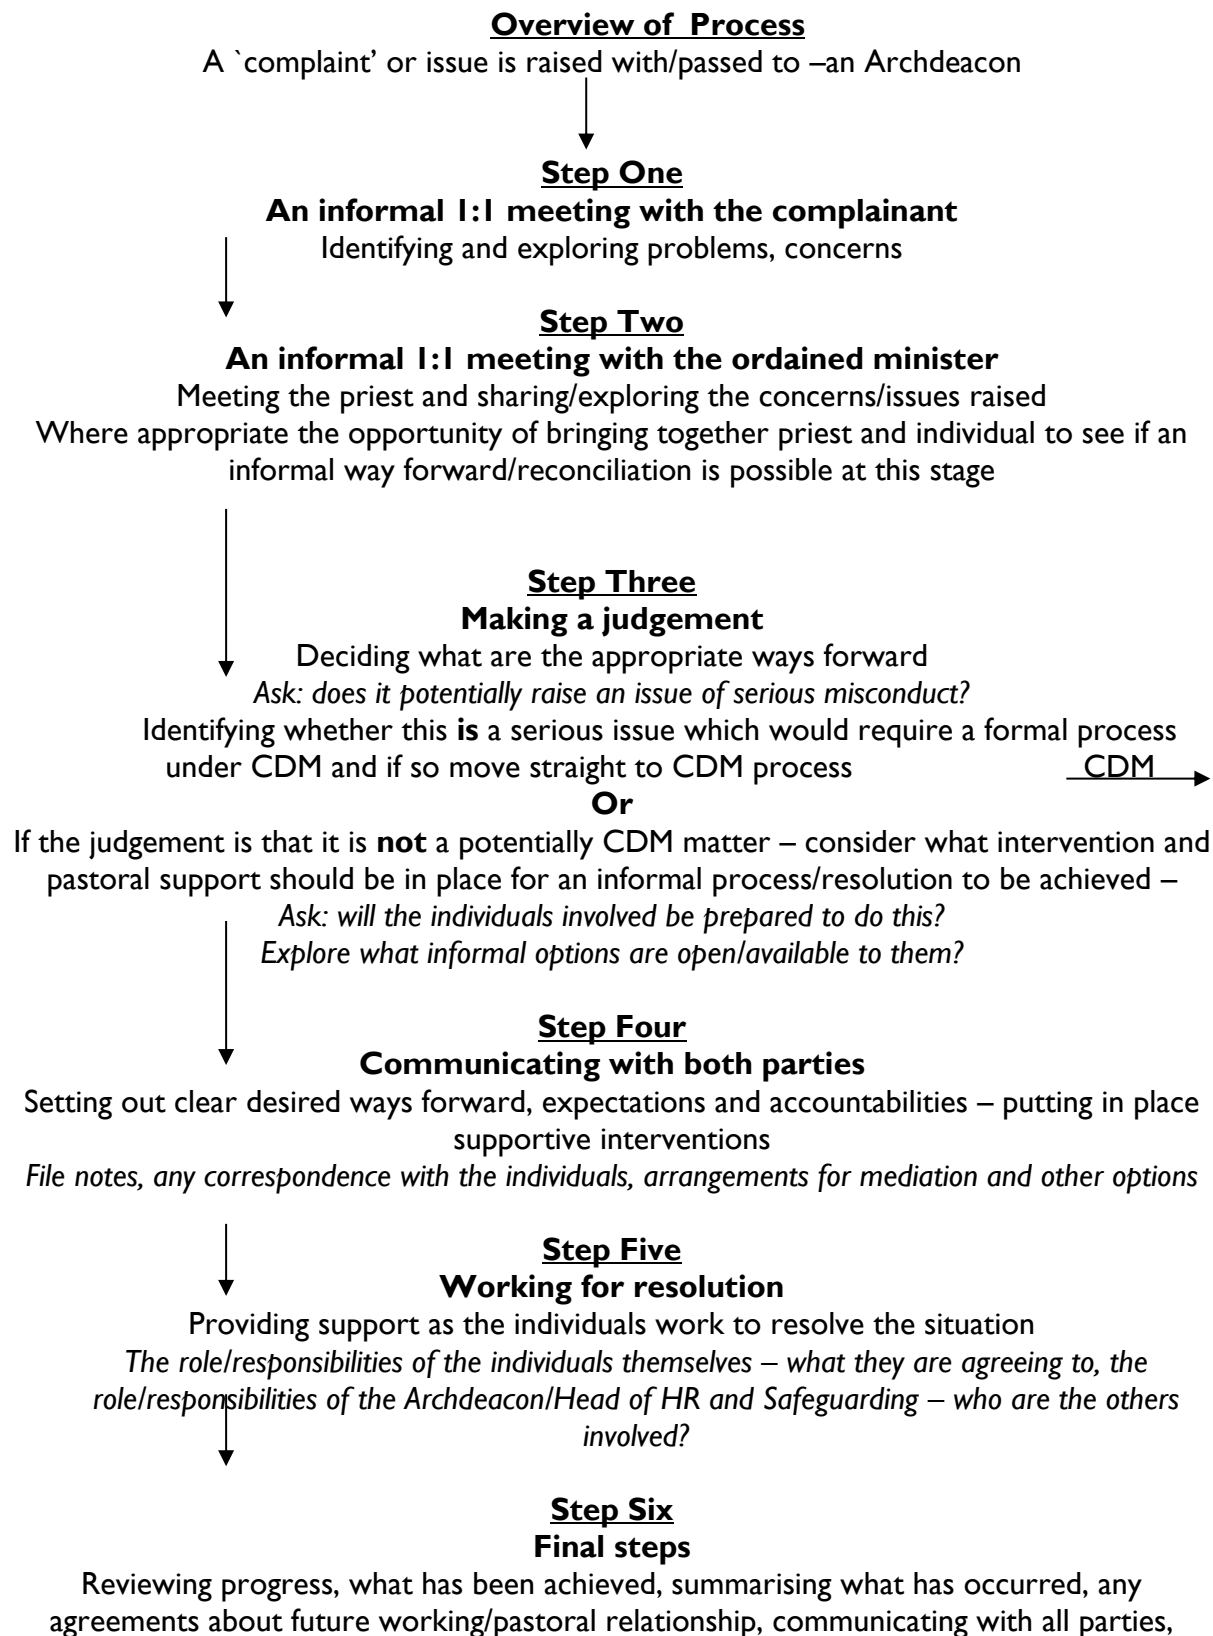 Overview of  Process
A `complaint’ or issue is raised with/passed to –an Archdeacon
Step One
An informal 1:1 meeting with the complainant
Identifying and exploring problems, concerns
Step Two
An informal 1:1 meeting with the ordained minister
Meeting the priest and sharing/exploring the concerns/issues raised
Where appropriate the opportunity of bringing together priest and individual to see if an
informal way forward/reconciliation is possible at this stage
Step Three
Making a judgement
Deciding what are the appropriate ways forward
Ask: does it potentially raise an issue of serious misconduct?
Identifying whether this is a serious issue which would require a formal process
under CDM and if so move straight to CDM process CDM
Or
If the judgement is that it is not a potentially CDM matter – consider what intervention and
pastoral support should be in place for an informal process/resolution to be achieved –
Ask: will the individuals involved be prepared to do this?
Explore what informal options are open/available to them?
Step Four
Communicating with both parties
Setting out clear desired ways forward, expectations and accountabilities – putting in place
supportive interventions
File notes, any correspondence with the individuals, arrangements for mediation and other options
Step Five
Working for resolution
Providing support as the individuals work to resolve the situation
The role/responsibilities of the individuals themselves – what they are agreeing to, the
role/responsibilities of the Archdeacon/Head of HR and Safeguarding – who are the others
involved?
Step Six
Final steps
Reviewing progress, what has been achieved, summarising what has occurred, any
agreements about future working/pastoral relationship, communicating with all parties,